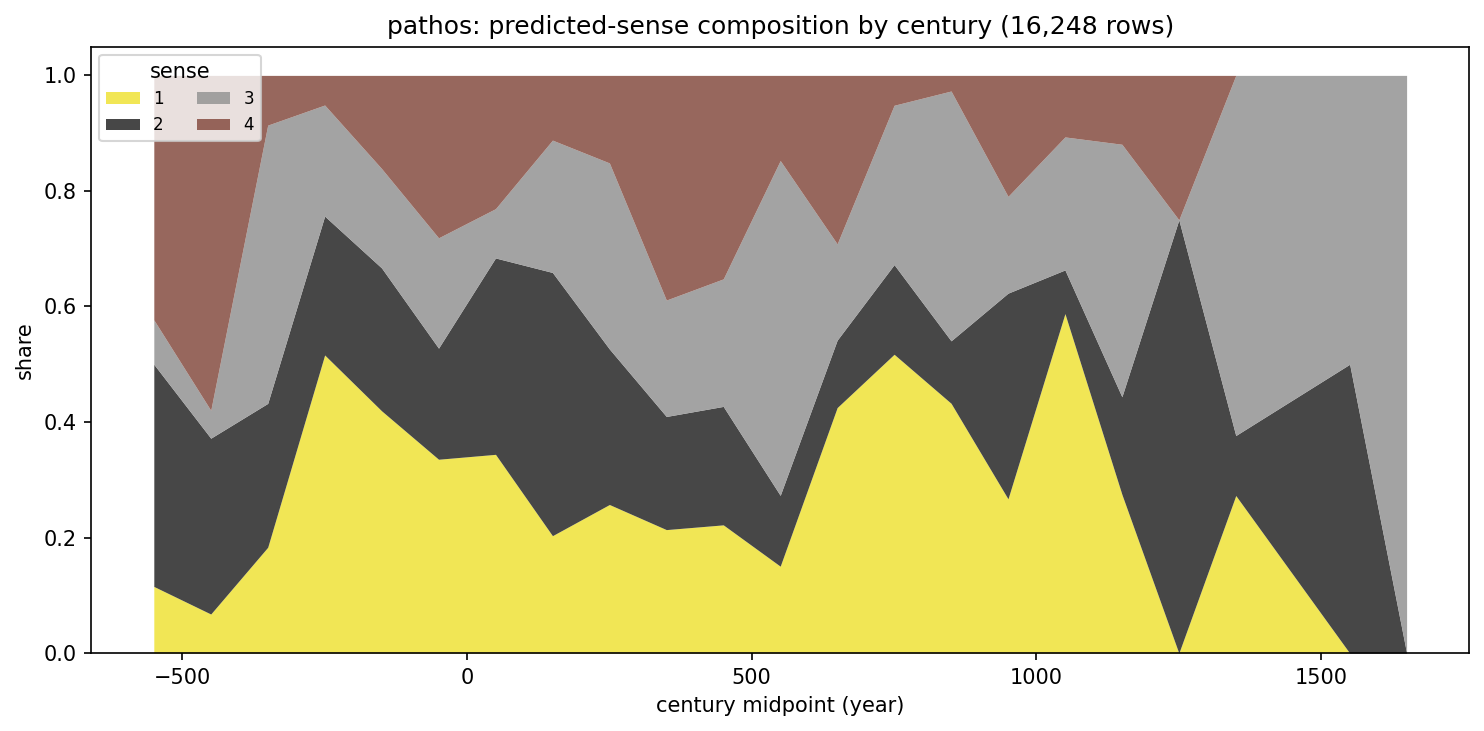 pathos: predicted-sense composition by century (16,248 rows)
sense
1 3
2 4
1.0
0.8
0.6
0.4
0.2
0.0
share
−500 0 500 1000 1500
century midpoint (year)